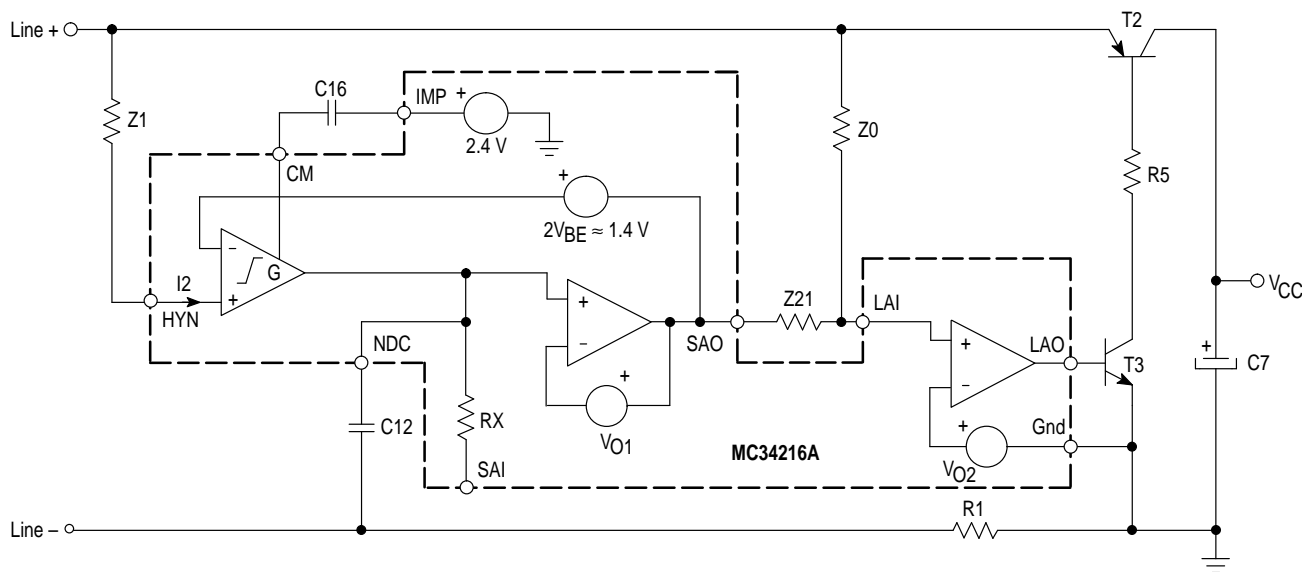 Line +
T2
C16
IMP
+
2.4 V
Z1
Z0
CM
R5
+
2VBE ≈ 1.4 V
−
G
+
I2
HYN
+
−
SAO
Z21
LAI
VCC
NDC
+
VO1
+
−
LAO
T3
+
C7
C12
RX
SAI
MC34216A
+
VO2
Gnd
R1
Line –